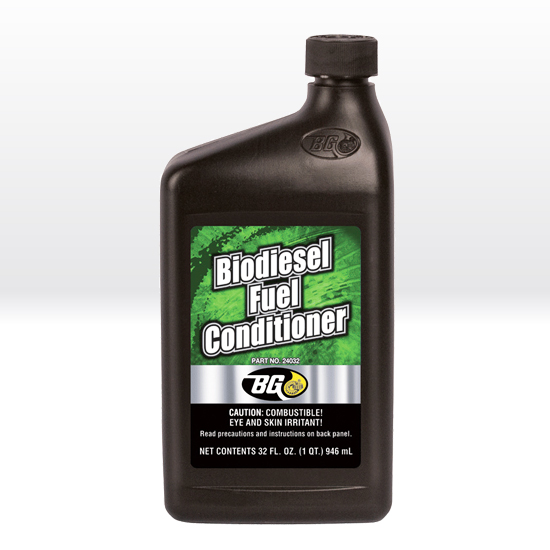 BG
Biodiesel
Fuel
Conditioner
PART NO. 24032
BG
CAUTION: COMBUSTIBLE!
EYE AND SKIN IRRITANT!
Read precautions and instructions on back panel.
NET CONTENTS 32 FL. OZ. (1 QT.) 946 mL